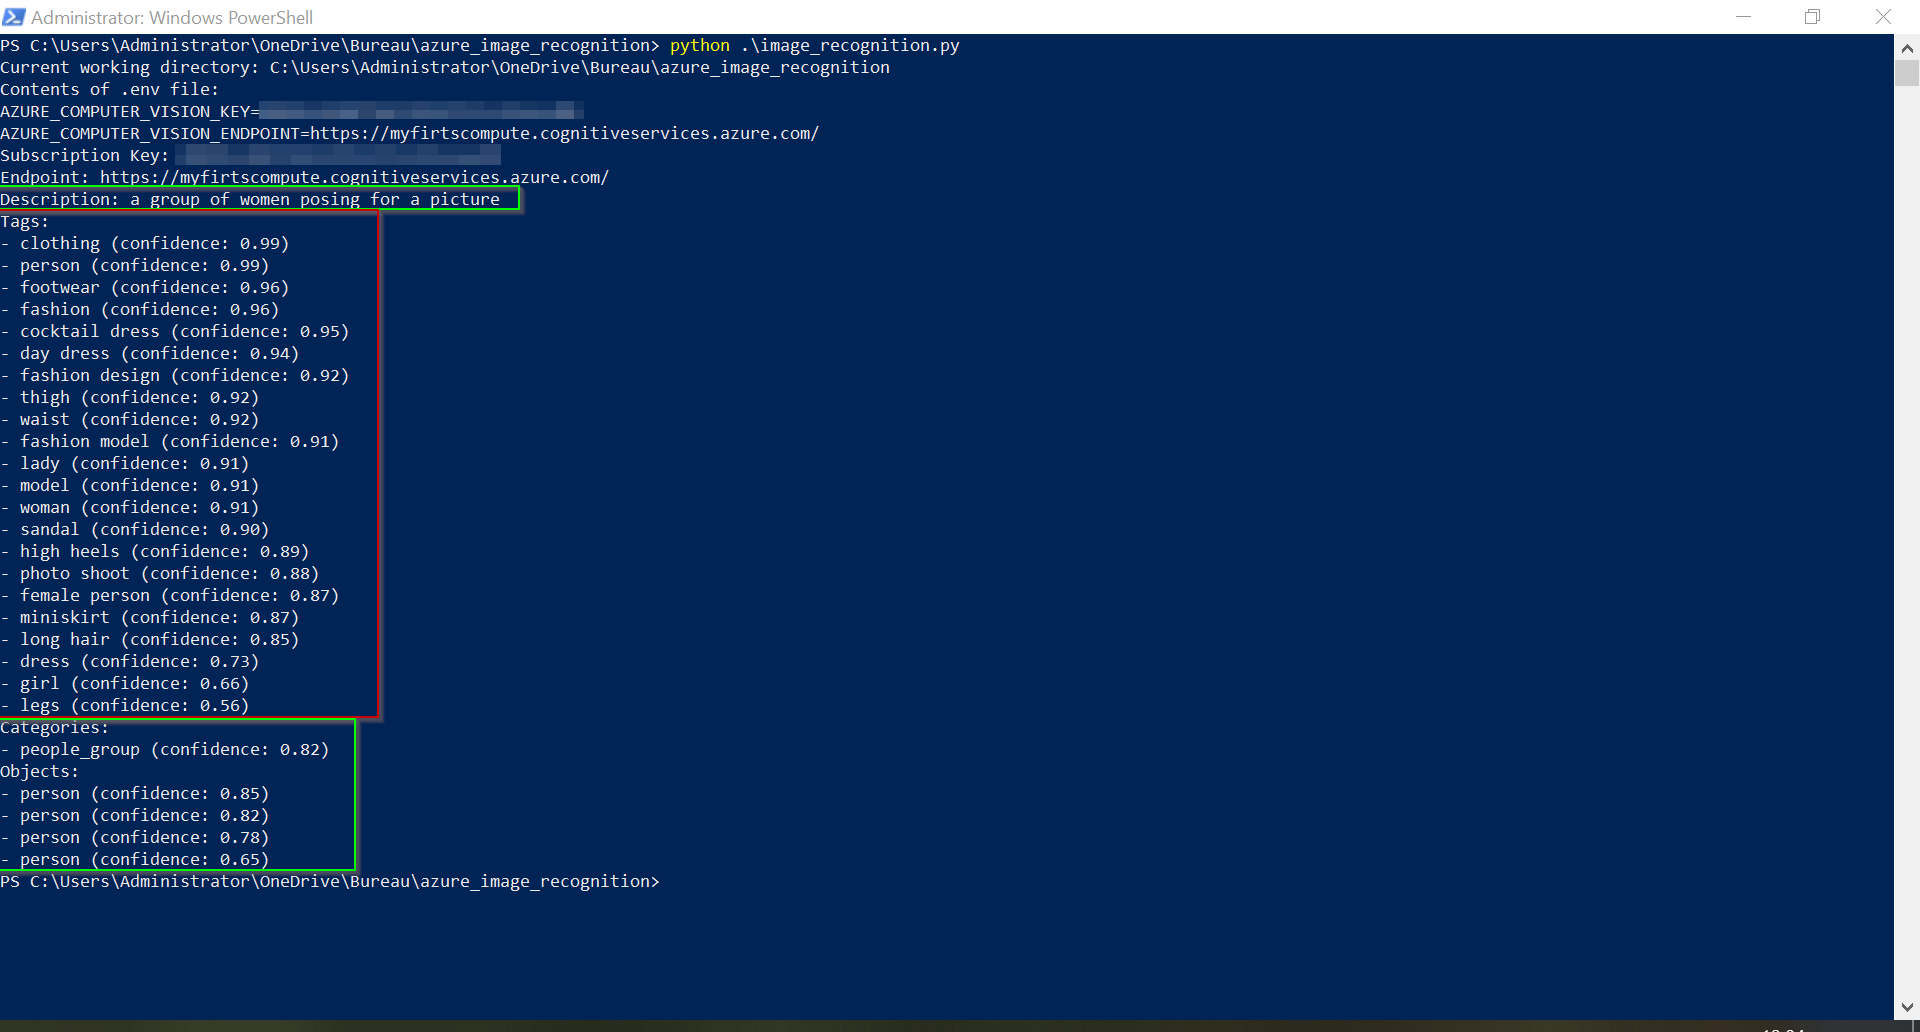 Administrator: Windows PowerShell
PS C:\Users\Administrator\OneDrive\Bureau\azure_image_recognition> python .\image_recognition.py
Current working directory: C:\Users\Administrator\OneDrive\Bureau\azure_image_recognition
Contents of .env file:
AZURE_COMPUTER_VISION_KEY=
AZURE_COMPUTER_VISION_ENDPOINT=https://myfirtscompute.cognitiveservices.azure.com/
Subscription Key:
Endpoint: https://myfirtscompute.cognitiveservices.azure.com/
Description: a group of women posing for a picture
Tags:
- clothing (confidence: 0.99)
- person (confidence: 0.99)
- footwear (confidence: 0.96)
- fashion (confidence: 0.96)
- cocktail dress (confidence: 0.95)
- day dress (confidence: 0.94)
- fashion design (confidence: 0.92)
- thigh (confidence: 0.92)
- waist (confidence: 0.92)
- fashion model (confidence: 0.91)
- lady (confidence: 0.91)
- model (confidence: 0.91)
- woman (confidence: 0.91)
- sandal (confidence: 0.90)
- high heels (confidence: 0.89)
- photo shoot (confidence: 0.88)
- female person (confidence: 0.87)
- miniskirt (confidence: 0.87)
- long hair (confidence: 0.85)
- dress (confidence: 0.73)
- girl (confidence: 0.66)
- legs (confidence: 0.56)
Categories:
- people_group (confidence: 0.82)
Objects:
- person (confidence: 0.85)
- person (confidence: 0.82)
- person (confidence: 0.78)
- person (confidence: 0.65)
PS C:\Users\Administrator\OneDrive\Bureau\azure_image_recognition>